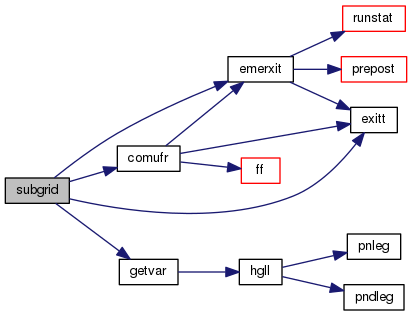 runstat
emerxit
prepost
exitt
comufr
ff
subgrid
pnleg
getvar
hgll
pndleg